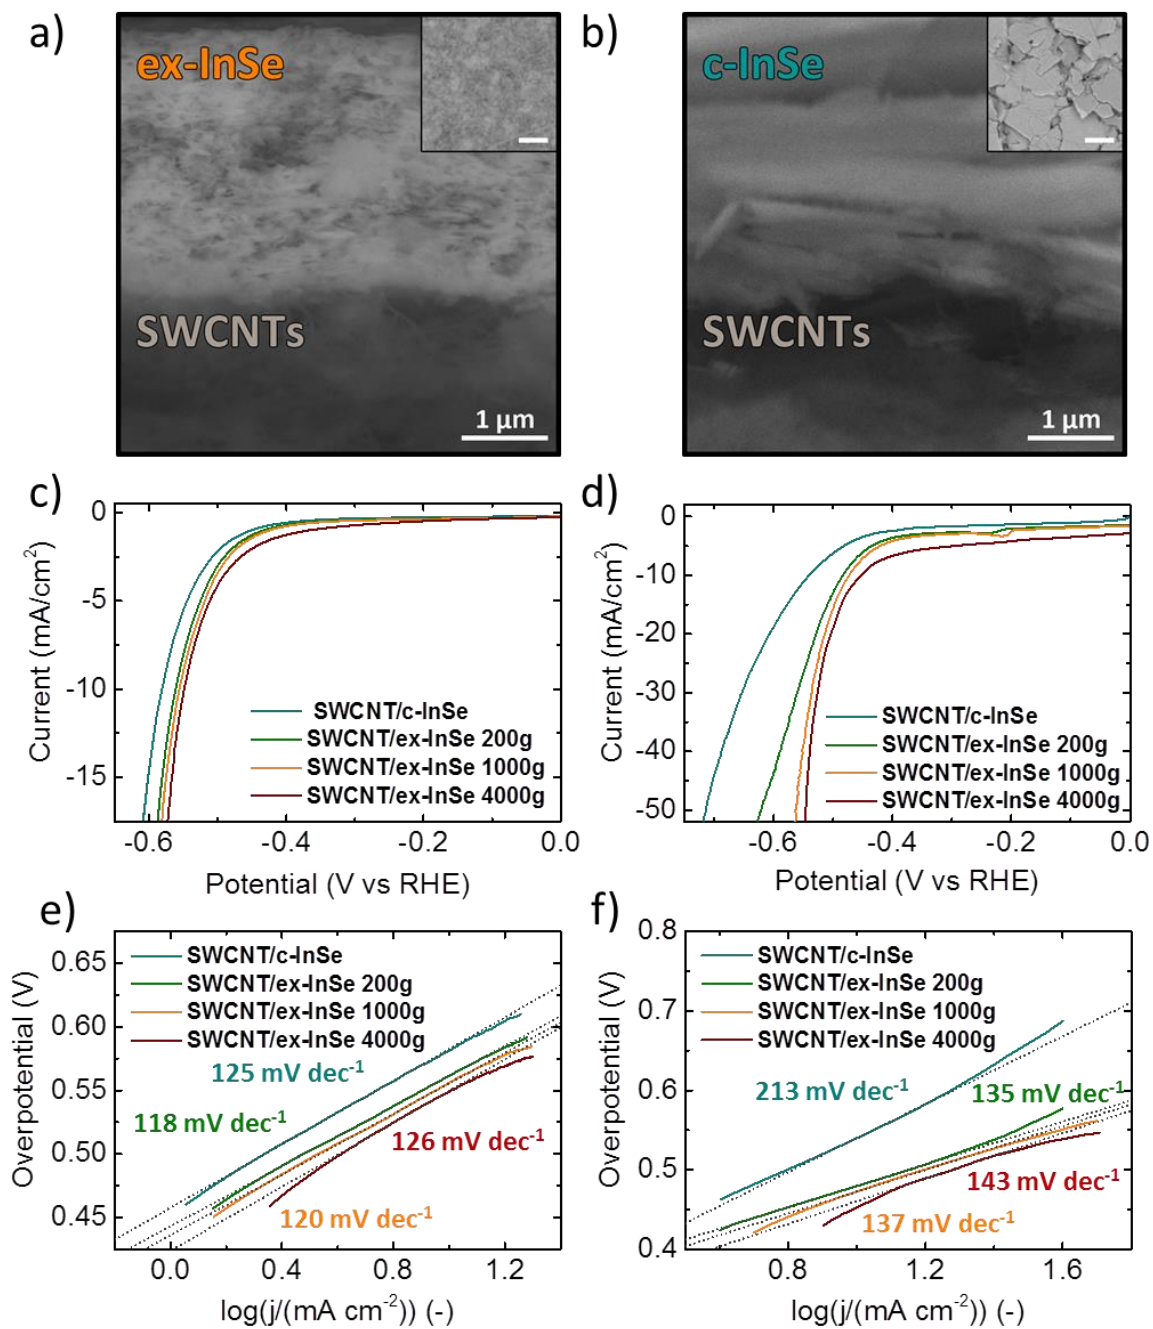 a)
ex-InSe
SWCNTs
1 μm
b)
c-InSe
SWCNTs
1 μm
c)
0
-5
-10
-15
Current (mA/cm²)
SWCNT/c-InSe
SWCNT/ex-InSe 200g
SWCNT/ex-InSe 1000g
SWCNT/ex-InSe 4000g
-0.6
-0.4
-0.2
0.0
Potential (V vs RHE)
d)
0
-10
-20
-30
-40
-50
Current (mA/cm²)
SWCNT/c-InSe
SWCNT/ex-InSe 200g
SWCNT/ex-InSe 1000g
SWCNT/ex-InSe 4000g
-0.6
-0.4
-0.2
0.0
Potential (V vs RHE)
e)
0.65
0.60
0.55
0.50
0.45
Overpotential (V)
SWCNT/c-InSe
SWCNT/ex-InSe 200g
SWCNT/ex-InSe 1000g
SWCNT/ex-InSe 4000g
125 mV dec⁻¹
118 mV dec⁻¹
126 mV dec⁻¹
120 mV dec⁻¹
0.0
0.4
0.8
1.2
log(j/(mA cm⁻²)) (-)
f)
0.8
0.7
0.6
0.5
0.4
Overpotential (V)
SWCNT/c-InSe
SWCNT/ex-InSe 200g
SWCNT/ex-InSe 1000g
SWCNT/ex-InSe 4000g
213 mV dec⁻¹
135 mV dec⁻¹
143 mV dec⁻¹
137 mV dec⁻¹
0.8
1.2
1.6
log(j/(mA cm⁻²)) (-)